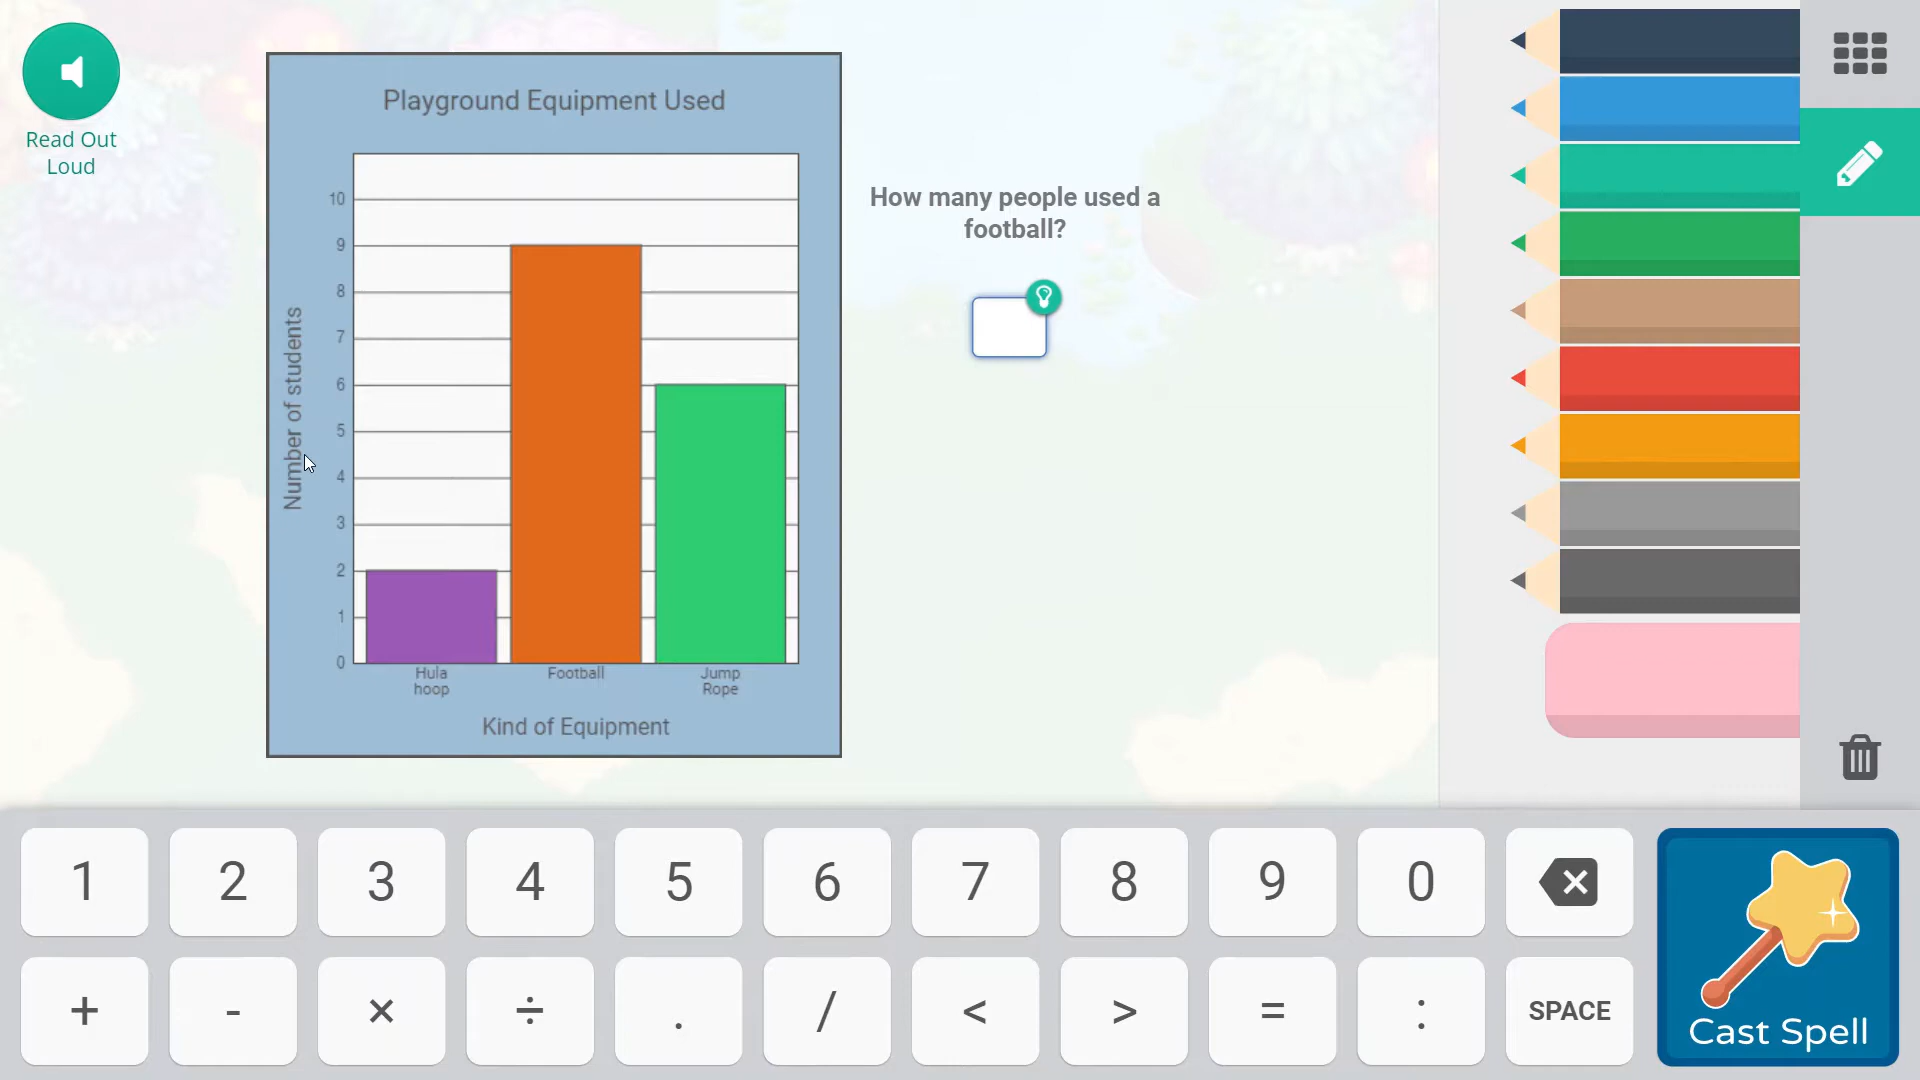 Read Out
Loud
Playground Equipment Used
Number of students
10
9
8
7
6
5
4
3
2
1
0
Hula
hoop
Football
Jump
Rope
Kind of Equipment
How many people used a
football?
1 2 3 4 5 6 7 8 9 0
+ - × ÷ . / < > = : SPACE
Cast Spell